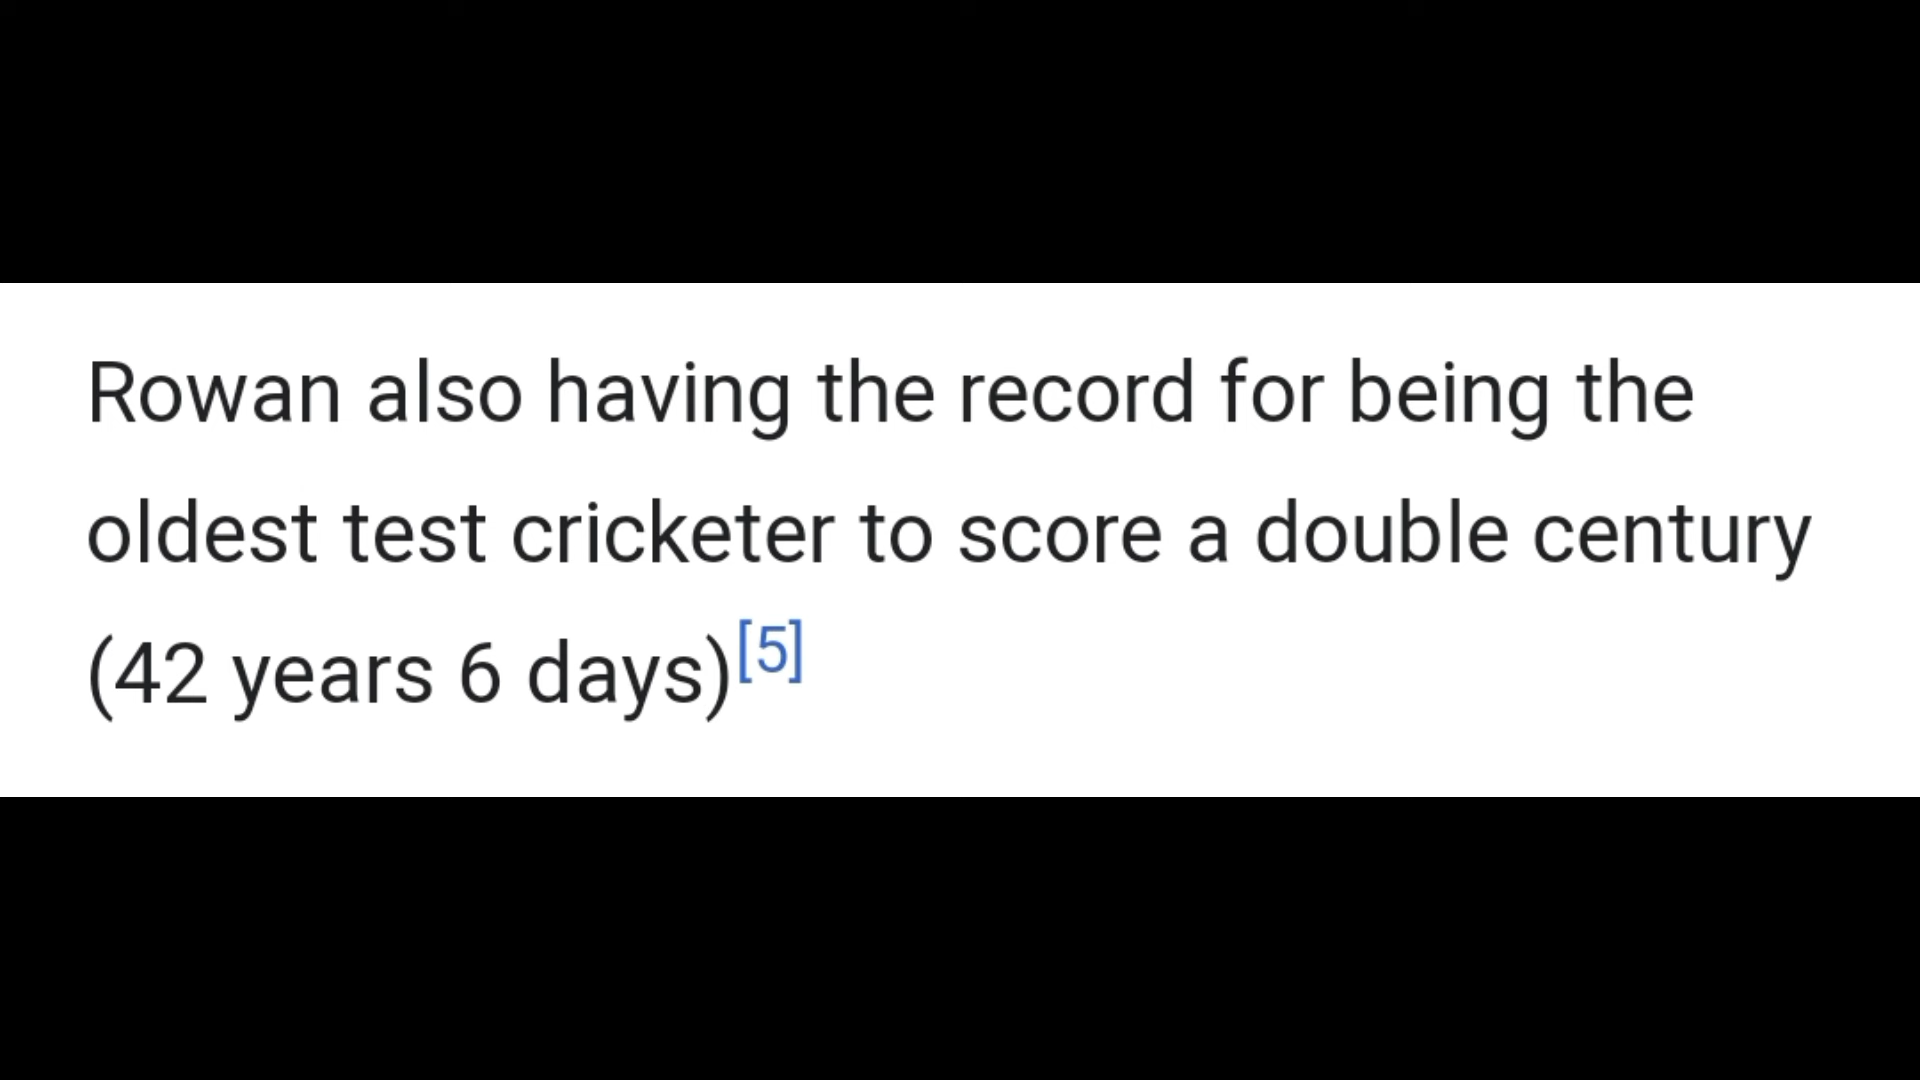 Rowan also having the record for being the
oldest test cricketer to score a double century
(42 years 6 days)[5]